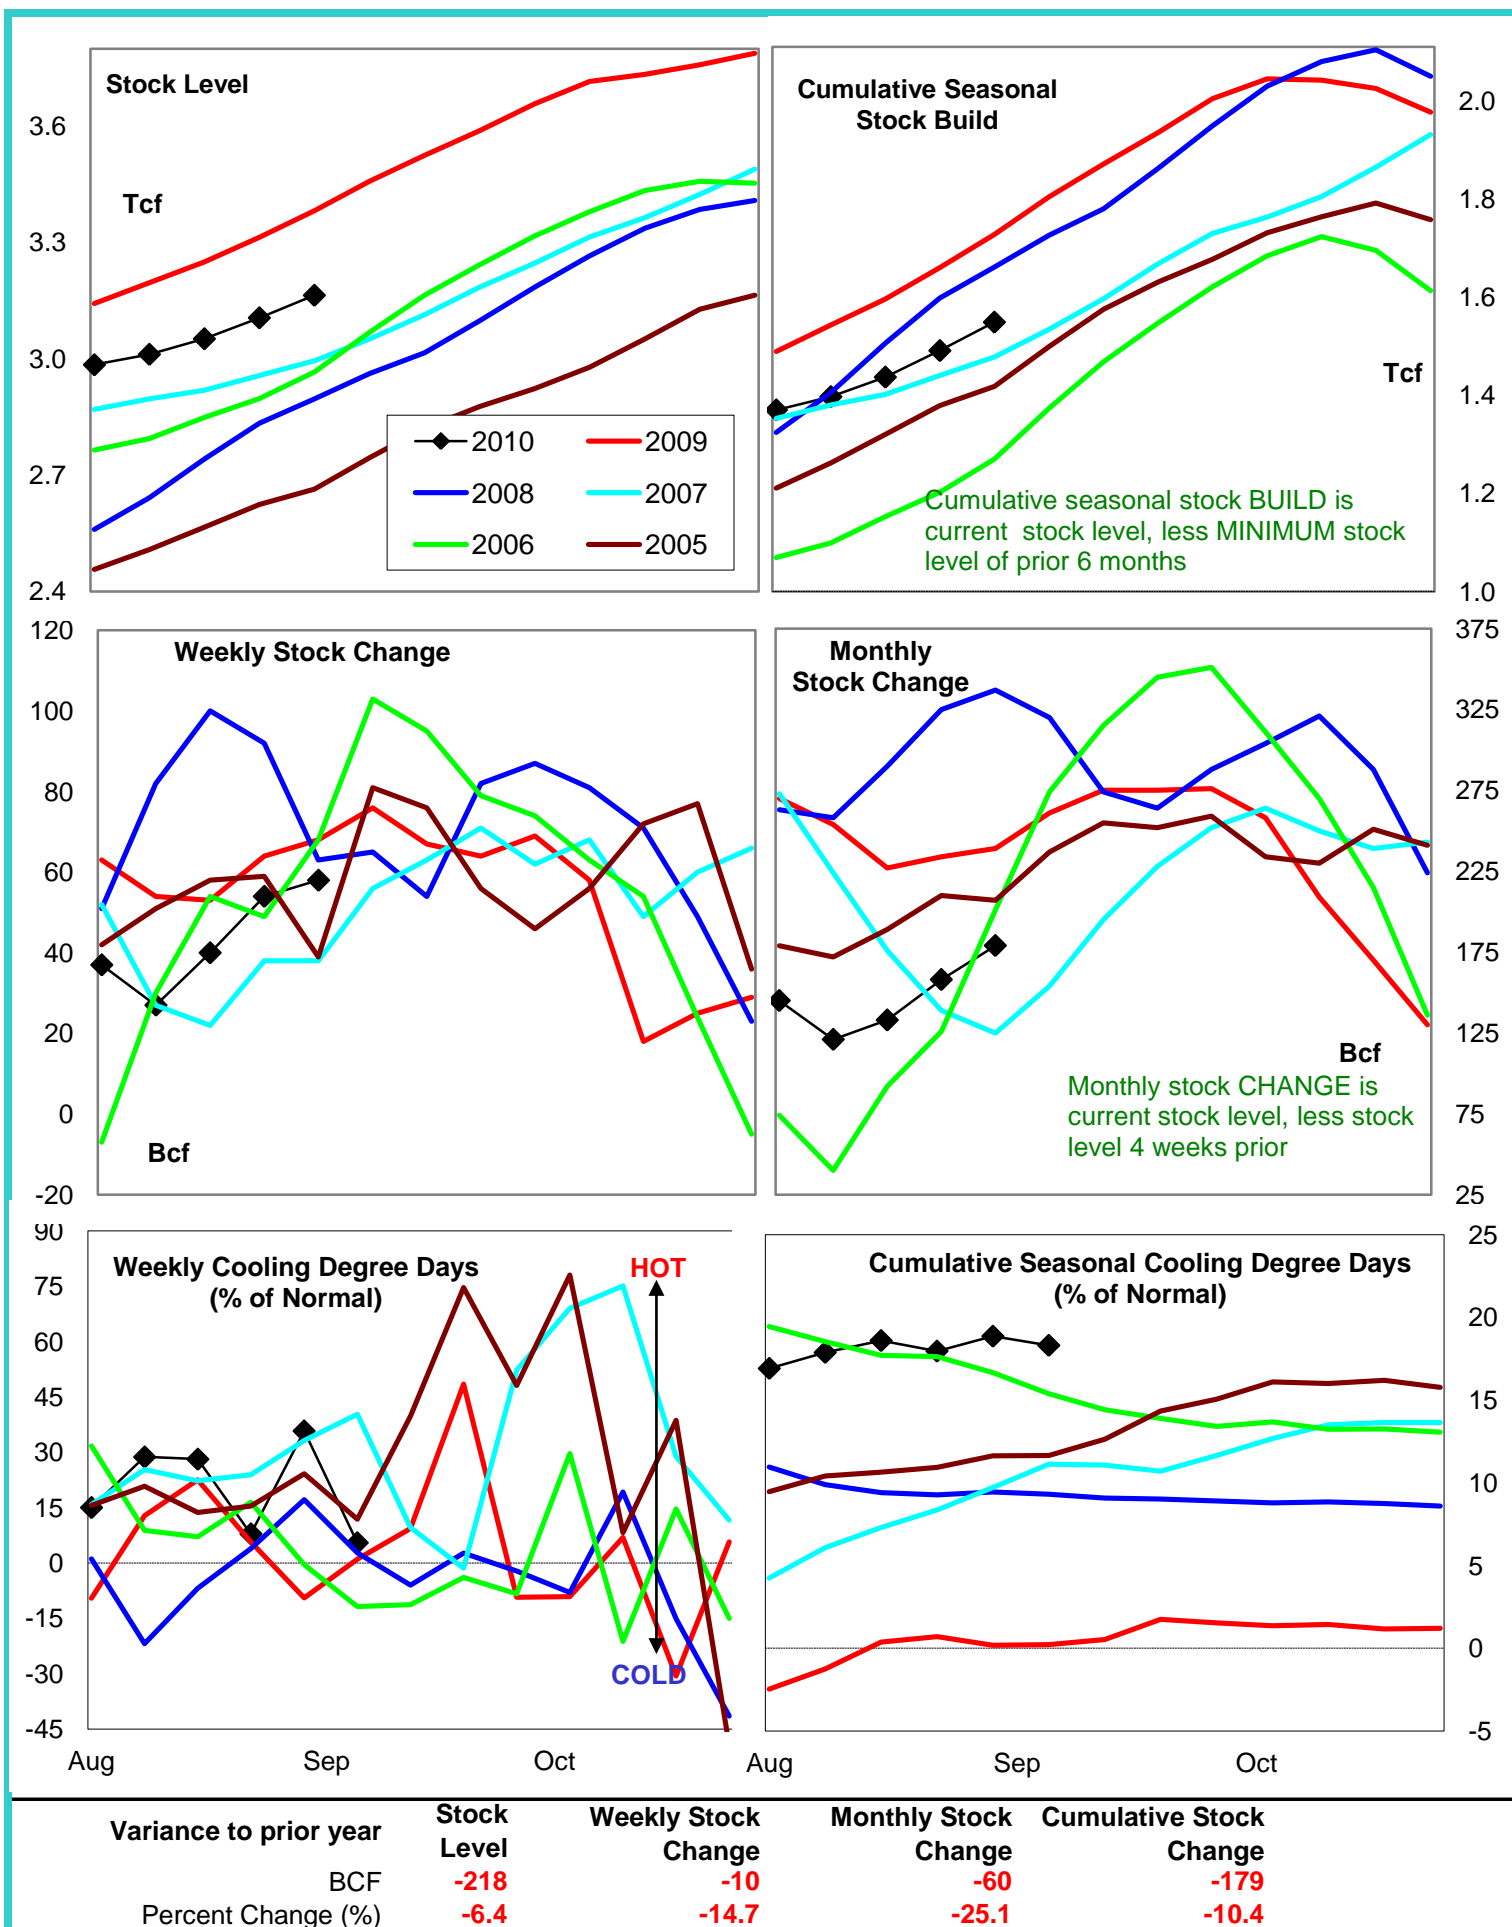 Stock Level
Tcf
3.6
3.3
3.0
2.7
2.4
2010
2009
2008
2007
2006
2005
Cumulative Seasonal
Stock Build
2.0
1.8
1.6
1.4
1.2
1.0
Tcf
Cumulative seasonal stock BUILD is
current stock level, less MINIMUM stock
level of prior 6 months
Weekly Stock Change
120
100
80
60
40
20
0
-20
Bcf
Monthly
Stock Change
375
325
275
225
175
125
75
25
Bcf
Monthly stock CHANGE is
current stock level, less stock
level 4 weeks prior
Weekly Cooling Degree Days
(% of Normal)
HOT
COLD
90
75
60
45
30
15
0
-15
-30
-45
Aug
Sep
Oct
Cumulative Seasonal Cooling Degree Days
(% of Normal)
25
20
15
10
5
0
-5
Aug
Sep
Oct
Variance to prior year
Stock
Level
Weekly Stock
Change
Monthly Stock
Change
Cumulative Stock
Change
BCF -218 -10 -60 -179
Percent Change (%) -6.4 -14.7 -25.1 -10.4